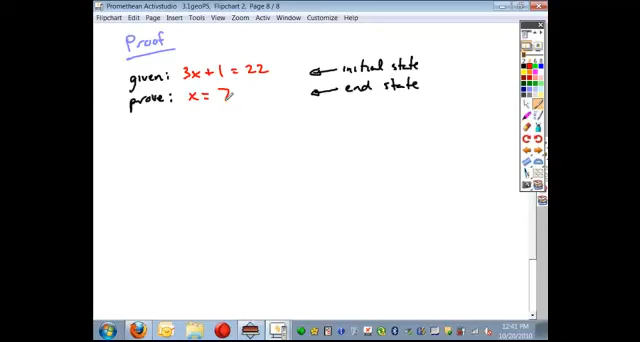 Promethean Activstudio 3.1geoP5, Flipchart 2, Page 8 / 8
Flipchart Edit Page Insert Tools View Zoom Activ Window Customize Help
Proof
given: 3x + 1 = 22 ← initial state
prove: x = 7 ← end state
12:41 PM
10/20/2010